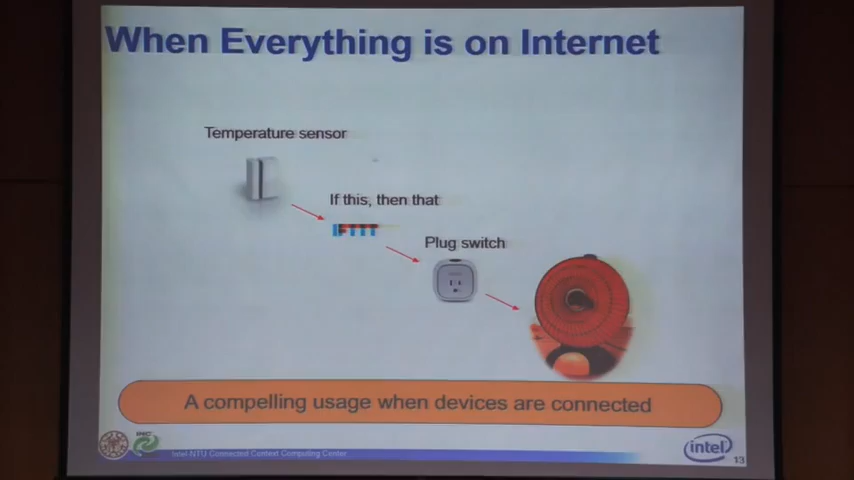 When Everything is on Internet
Temperature sensor
If this, then that
IFTTT
Plug switch
A compelling usage when devices are connected
Intel-NTU Connected Context Computing Center
intel
13